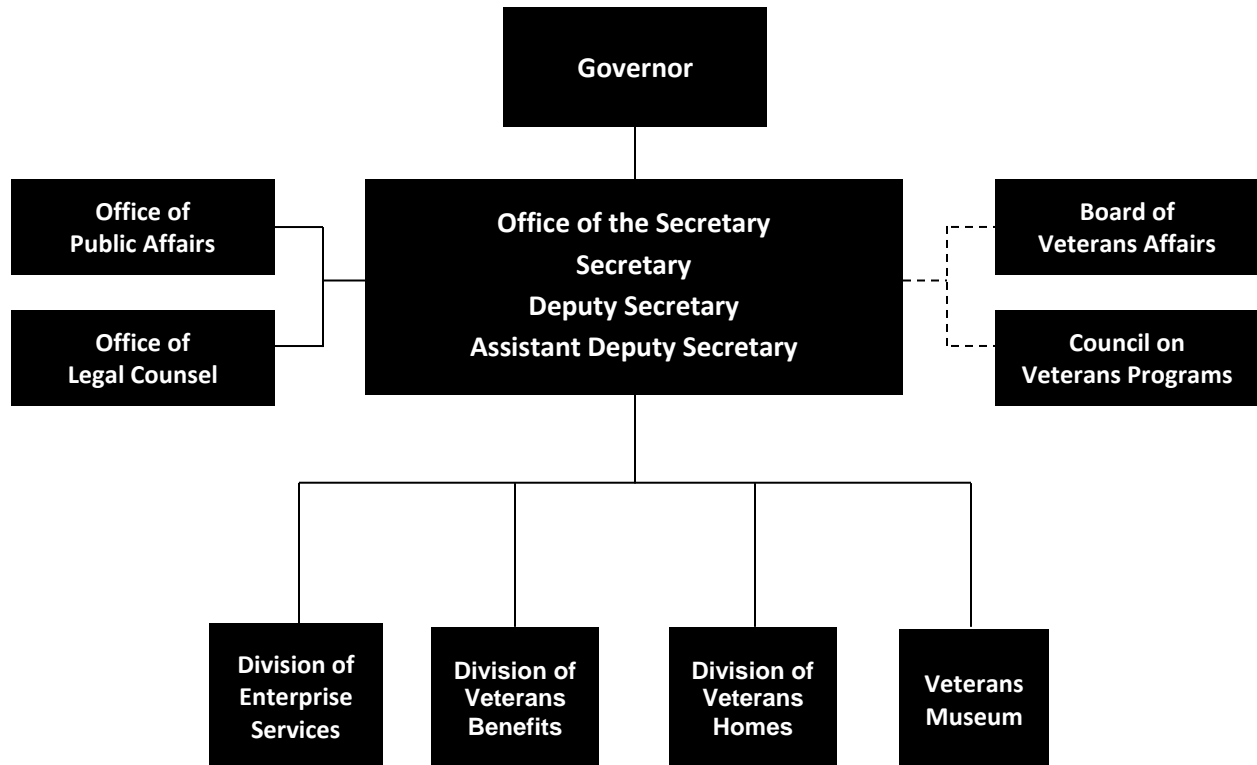 Governor
Office of
Public Affairs
Office of the Secretary
Secretary
Deputy Secretary
Assistant Deputy Secretary
Board of
Veterans Affairs
Office of
Legal Counsel
Council on
Veterans Programs
Division of
Enterprise
Services
Division of
Veterans
Benefits
Division of
Veterans
Homes
Veterans
Museum